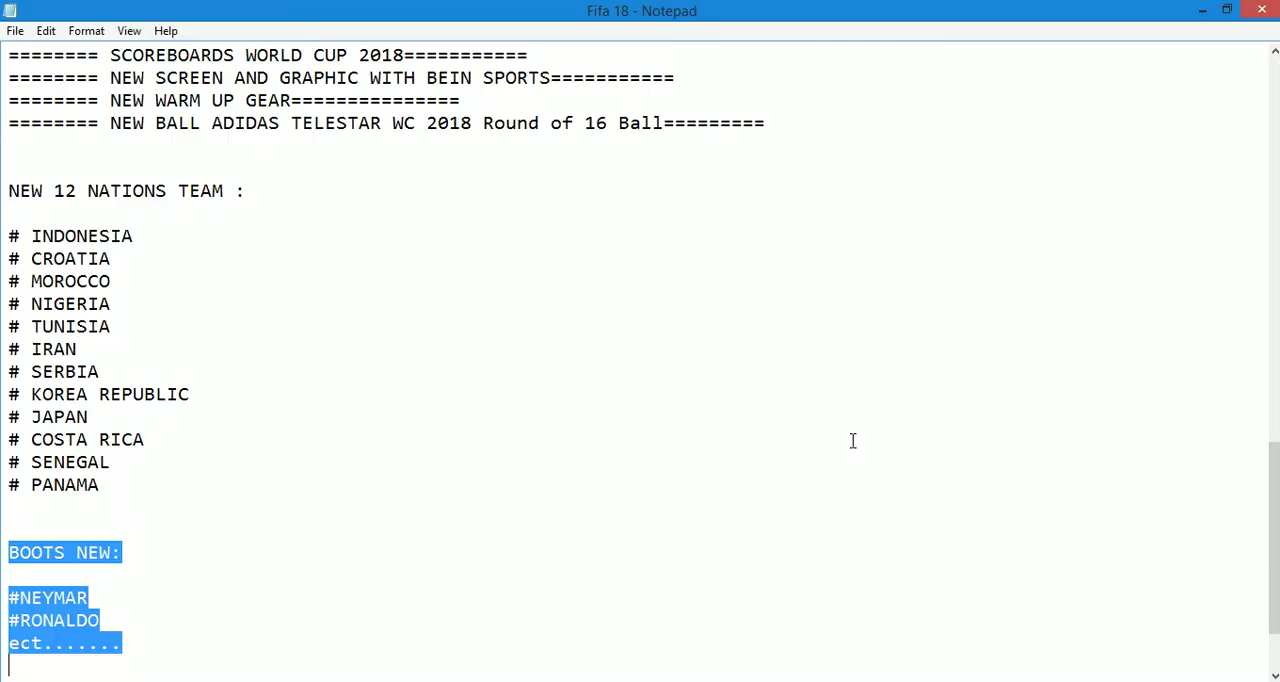 Fifa 18 - Notepad
File Edit Format View Help
======== SCOREBOARDS WORLD CUP 2018===========
======== NEW SCREEN AND GRAPHIC WITH BEIN SPORTS===========
======== NEW WARM UP GEAR===============
======== NEW BALL ADIDAS TELESTAR WC 2018 Round of 16 Ball=========
NEW 12 NATIONS TEAM :
# INDONESIA
# CROATIA
# MOROCCO
# NIGERIA
# TUNISIA
# IRAN
# SERBIA
# KOREA REPUBLIC
# JAPAN
# COSTA RICA
# SENEGAL
# PANAMA
BOOTS NEW:
#NEYMAR
#RONALDO
ect.......